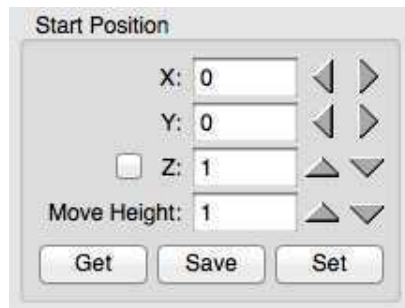 Start Position
X: 0
Y: 0
Z: 1
Move Height: 1
Get Save Set